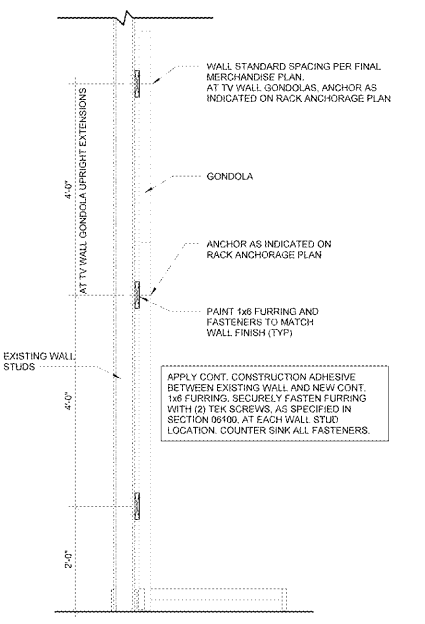 WALL STANDARD SPACING PER FINAL
MERCHANDISE PLAN.
AT TV WALL GONDOLAS, ANCHOR AS
INDICATED ON RACK ANCHORAGE PLAN
AT TV WALL GONDOLA UPRIGHT EXTENSIONS
4'-0"
GONDOLA
ANCHOR AS INDICATED ON
RACK ANCHORAGE PLAN
PAINT 1x6 FURRING AND
FASTENERS TO MATCH
WALL FINISH (TYP)
EXISTING WALL
STUDS
4'-0"
APPLY CONT. CONSTRUCTION ADHESIVE
BETWEEN EXISTING WALL AND NEW CONT.
1x6 FURRING. SECURELY FASTEN FURRING
WITH (2) TEK SCREWS, AS SPECIFIED IN
SECTION 06100, AT EACH WALL STUD
LOCATION. COUNTER SINK ALL FASTENERS.
2'-0"